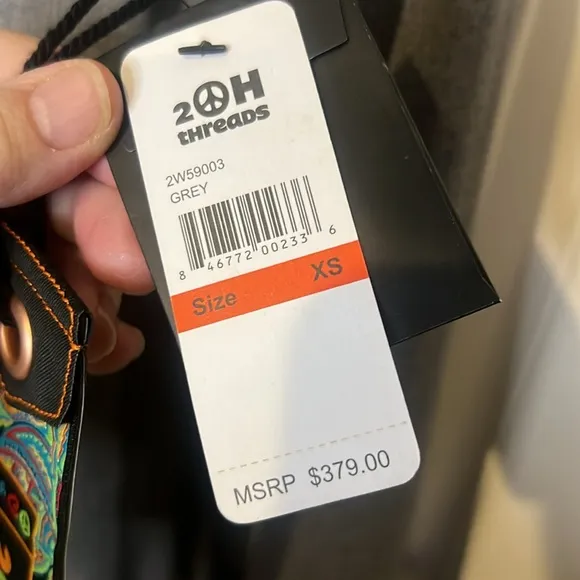 2☮H
tHreaDs
2W59003
GREY
8 46772 00233 6
Size XS
MSRP $379.00